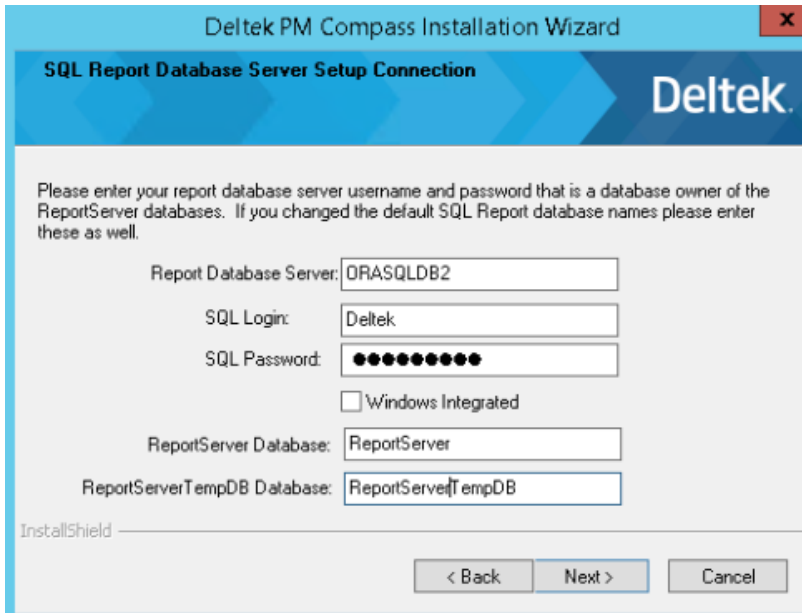 Deltek PM Compass Installation Wizard
x
SQL Report Database Server Setup Connection
Deltek.
Please enter your report database server username and password that is a database owner of the
ReportServer databases. If you changed the default SQL Report database names please enter
these as well.
Report Database Server: ORASQLDB2
SQL Login: Deltek
SQL Password: ●●●●●●●●●
Windows Integrated
ReportServer Database: ReportServer
ReportServerTempDB Database: ReportServerTempDB
InstallShield
< Back Next > Cancel